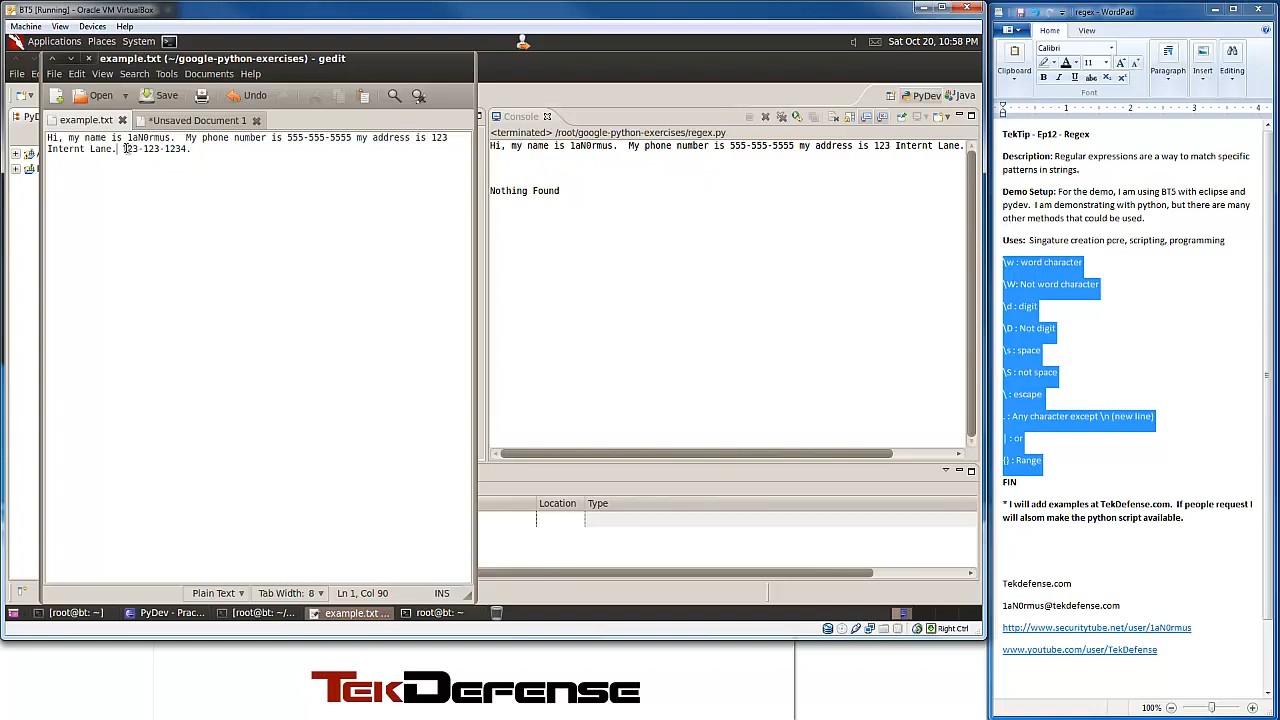 BT5 [Running] - Oracle VM VirtualBox
Machine View Devices Help
Applications Places System
Sat Oct 20, 10:58 PM
example.txt (~/google-python-exercises) - gedit
File Edit View Search Tools Documents Help
Open Save Undo
example.txt *Unsaved Document 1
Hi, my name is 1aN0rmus.  My phone number is 555-555-5555 my address is 123
Internt Lane. 123-123-1234.
Plain Text Tab Width: 8 Ln 1, Col 90 INS
File Ed
PyDev Java
Console
<terminated> /root/google-python-exercises/regex.py
Hi, my name is 1aN0rmus.  My phone number is 555-555-5555 my address is 123 Internt Lane.
Nothing Found
Location Type
[root@bt: ~] PyDev - Prac... [root@bt: ~/... example.txt ... root@bt: ~
Right Ctrl
TEKDEFENSE
regex - WordPad
Home View
Clipboard
Calibri 11
B I U abc X₂ X²
Font
Paragraph Insert Editing
1 2
TekTip - Ep12 - Regex
Description: Regular expressions are a way to match specific
patterns in strings.
Demo Setup: For the demo, I am using BT5 with eclipse and
pydev.  I am demonstrating with python, but there are many
other methods that could be used.
Uses:  Singature creation pcre, scripting, programming
\w : word character
\W: Not word character
\d : digit
\D : Not digit
\s : space
\S : not space
\ : escape
. : Any character except \n (new line)
| : or
{} : Range
FIN
* I will add examples at TekDefense.com.  If people request I
will alsom make the python script available.
Tekdefense.com
1aN0rmus@tekdefense.com
http://www.securitytube.net/user/1aN0rmus
www.youtube.com/user/TekDefense
100%